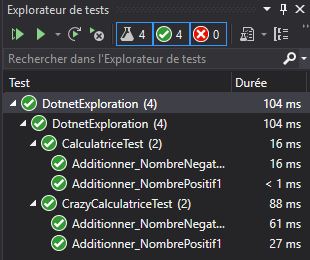 Explorateur de tests
4 4 0
Rechercher dans l'Explorateur de tests
Test Durée
DotnetExploration (4) 104 ms
DotnetExploration (4) 104 ms
CalculatriceTest (2) 16 ms
Additionner_NombreNegat... 16 ms
Additionner_NombrePositif1 < 1 ms
CrazyCalculatriceTest (2) 88 ms
Additionner_NombreNegat... 61 ms
Additionner_NombrePositif1 27 ms